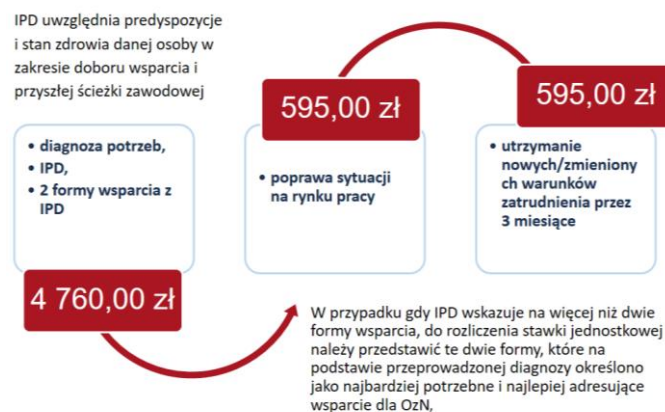 IPD uwzględnia predyspozycje
i stan zdrowia danej osoby w
zakresie doboru wsparcia i
przyszłej ścieżki zawodowej
595,00 zł
595,00 zł
• diagnoza potrzeb,
• IPD,
• 2 formy wsparcia z
IPD
• poprawa sytuacji
na rynku pracy
• utrzymanie
nowych/zmieniony
ch warunków
zatrudnienia przez
3 miesiące
4 760,00 zł
W przypadku gdy IPD wskazuje na więcej niż dwie
formy wsparcia, do rozliczenia stawki jednostkowej
należy przedstawić te dwie formy, które na
podstawie przeprowadzonej diagnozy określono
jako najbardziej potrzebne i najlepiej adresujące
wsparcie dla OzN,